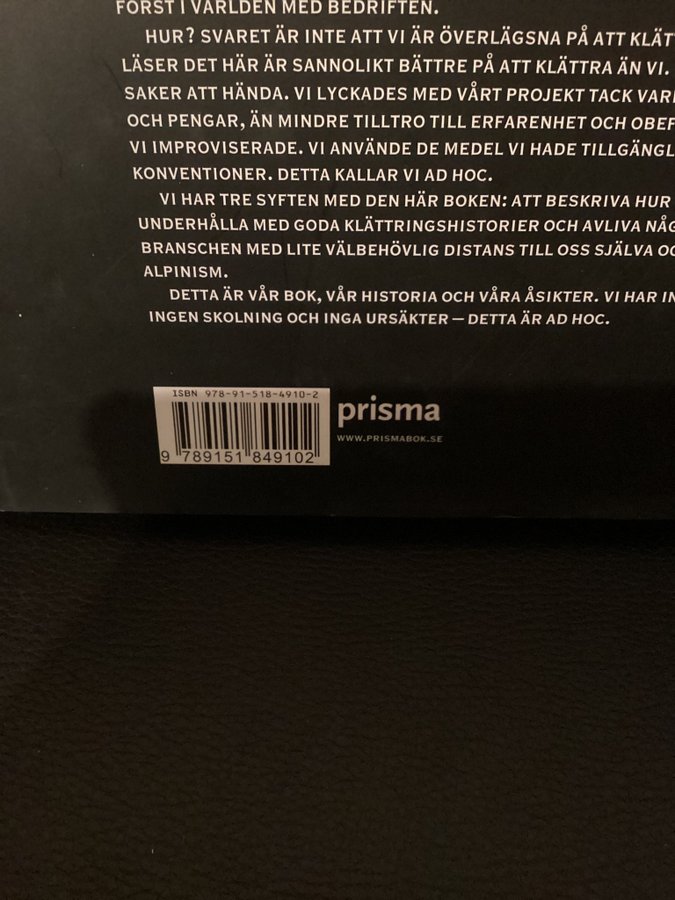 FÖRST I VÄRLDEN MED BEDRIFTEN.
HUR? SVARET ÄR INTE ATT VI ÄR ÖVERLÄGSNA PÅ ATT
LÄSER DET HÄR ÄR SANNOLIKT BÄTTRE PÅ ATT KLÄTTRA ÄN VI.
SAKER ATT HÄNDA. VI LYCKADES MED VÅRT PROJEKT TACK
OCH PENGAR, ÄN MINDRE TILLTRO TILL ERFARENHET OCH
VI IMPROVISERADE. VI ANVÄNDE DE MEDEL VI HADE
KONVENTIONER. DETTA KALLAR VI AD HOC.
VI HAR TRE SYFTEN MED DEN HÄR BOKEN: ATT BESKRIVA HUR
UNDERHÅLLA MED GODA KLÄTTRINGSHISTORIER OCH AVLIVA
BRANSCHEN MED LITE VÄLBEHÖVLIG DISTANS TILL OSS SJÄLVA
ALPINISM.
DETTA ÄR VÅR BOK, VÅR HISTORIA OCH VÅRA ÅSIKTER. VI HAR
INGEN SKOLNING OCH INGA URSÄKTER — DETTA ÄR AD HOC.
ISBN 978-91-518-4910-2
9 789151 849102
prisma
WWW.PRISMABOK.SE